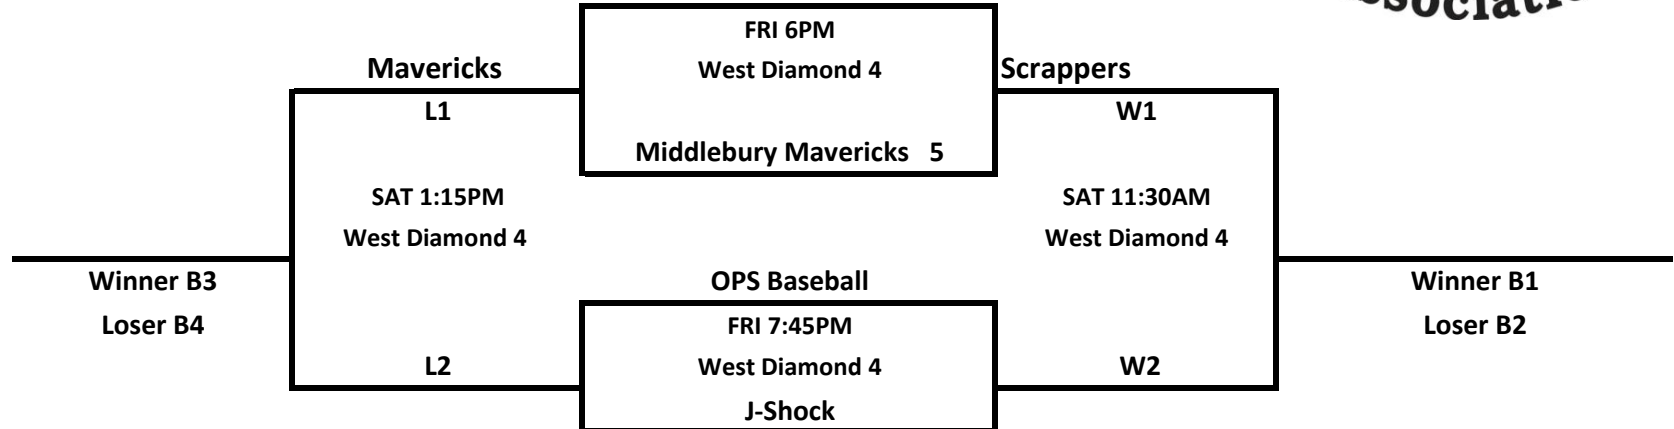 FRI 6PM
Mavericks
West Diamond 4
Scrappers
L1
W1
Middlebury Mavericks 5
SAT 1:15PM
SAT 11:30AM
West Diamond 4
West Diamond 4
Winner B3
OPS Baseball
Winner B1
Loser B4
FRI 7:45PM
Loser B2
L2
West Diamond 4
W2
J-Shock